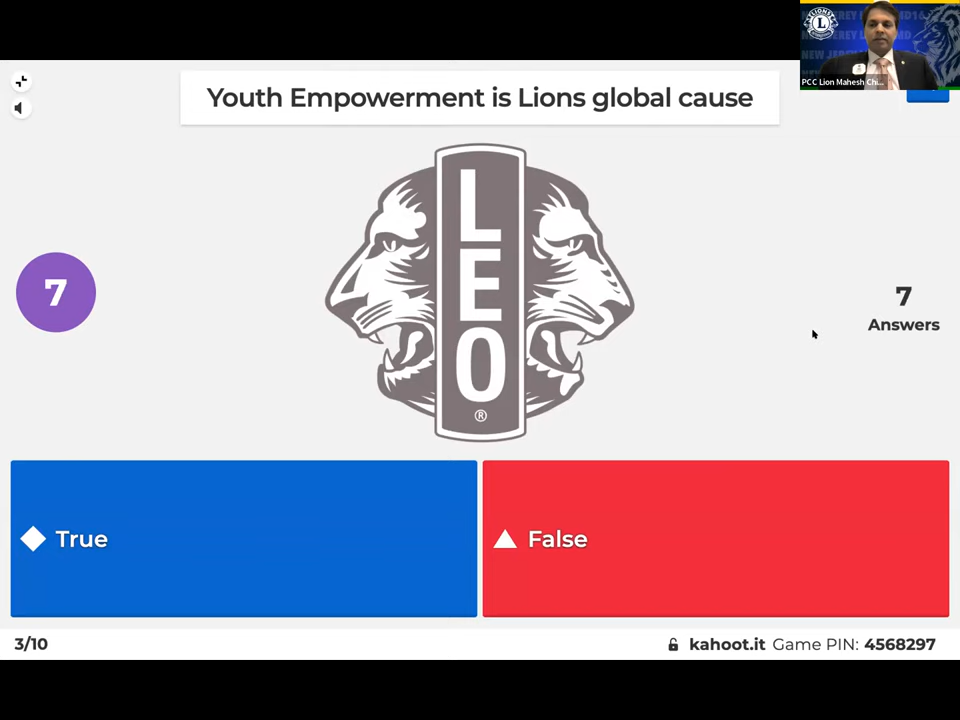 Youth Empowerment is Lions global cause
LIONS
L
PCC Lion Mahesh Chi...
L
E
O
®
7
7
Answers
True
False
3/10
kahoot.it Game PIN: 4568297